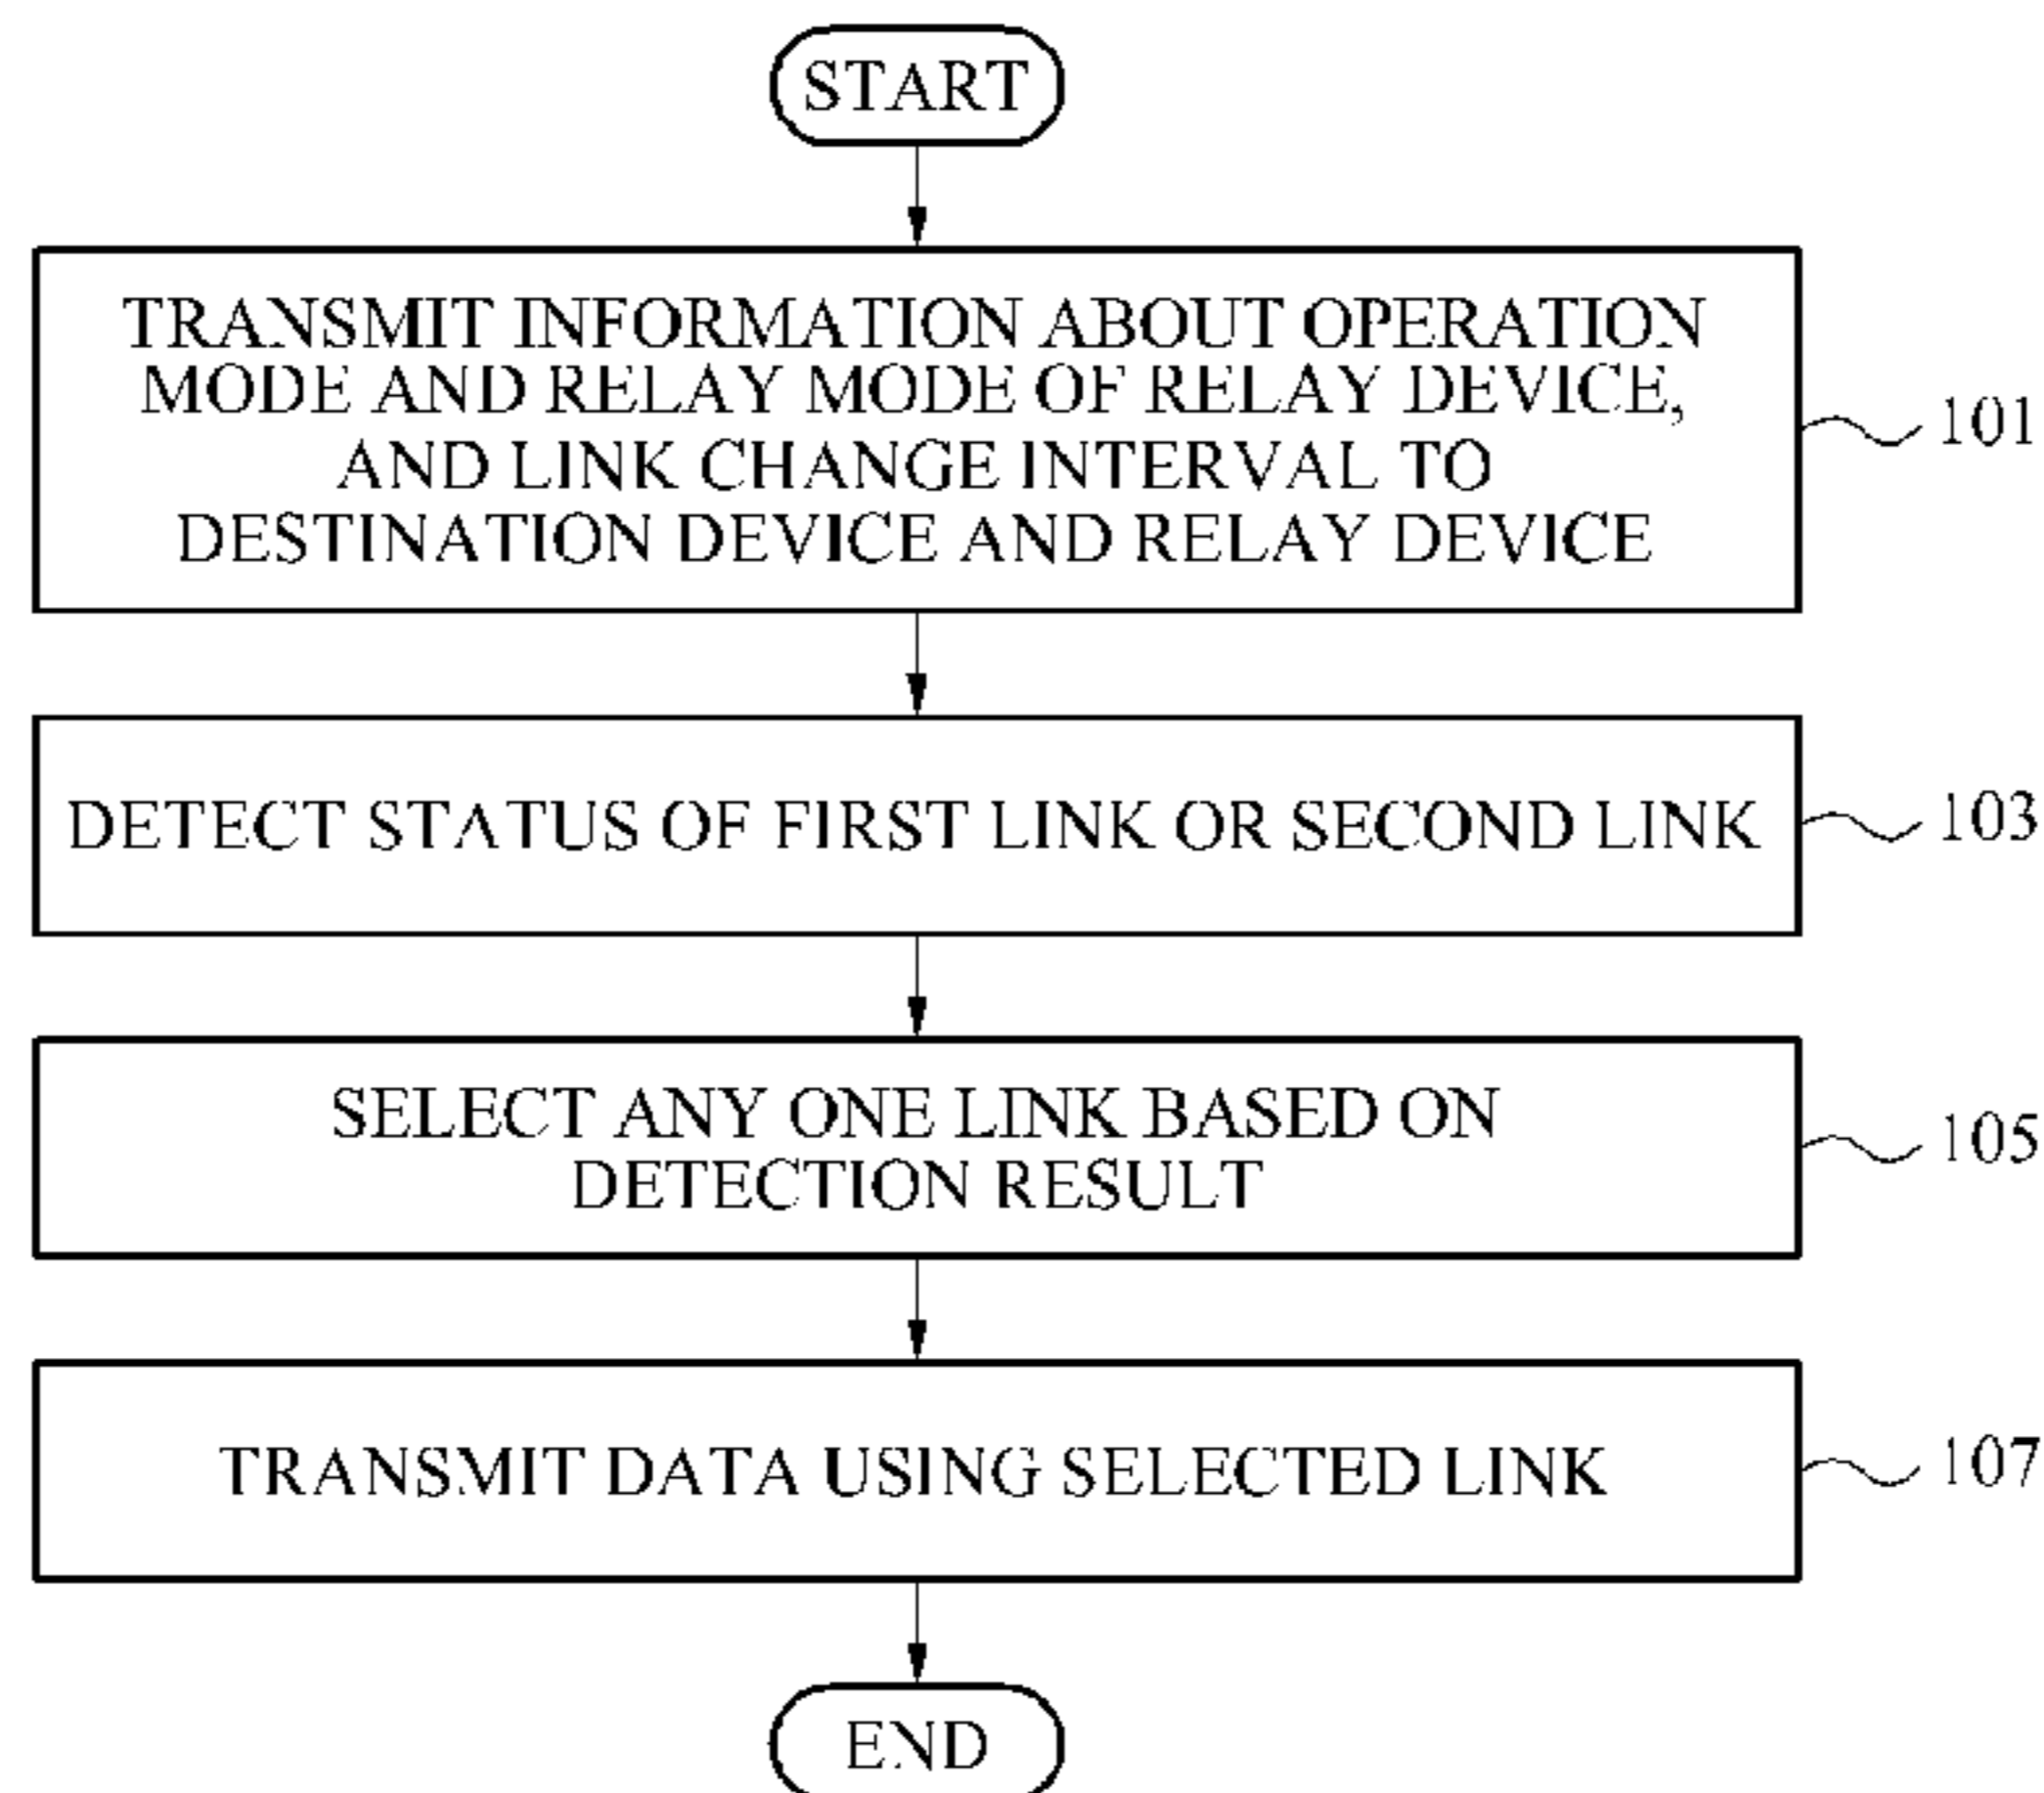 START
TRANSMIT INFORMATION ABOUT OPERATION
MODE AND RELAY MODE OF RELAY DEVICE,
AND LINK CHANGE INTERVAL TO
DESTINATION DEVICE AND RELAY DEVICE
101
DETECT STATUS OF FIRST LINK OR SECOND LINK
103
SELECT ANY ONE LINK BASED ON
DETECTION RESULT
105
TRANSMIT DATA USING SELECTED LINK
107
END